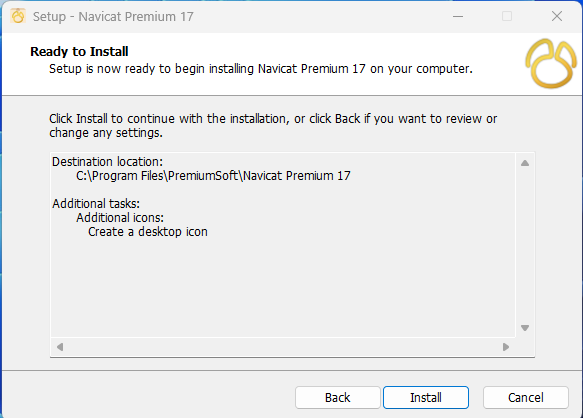 Setup - Navicat Premium 17
Ready to Install
Setup is now ready to begin installing Navicat Premium 17 on your computer.
Click Install to continue with the installation, or click Back if you want to review or
change any settings.
Destination location:
C:\Program Files\PremiumSoft\Navicat Premium 17
Additional tasks:
Additional icons:
Create a desktop icon
Back
Install
Cancel